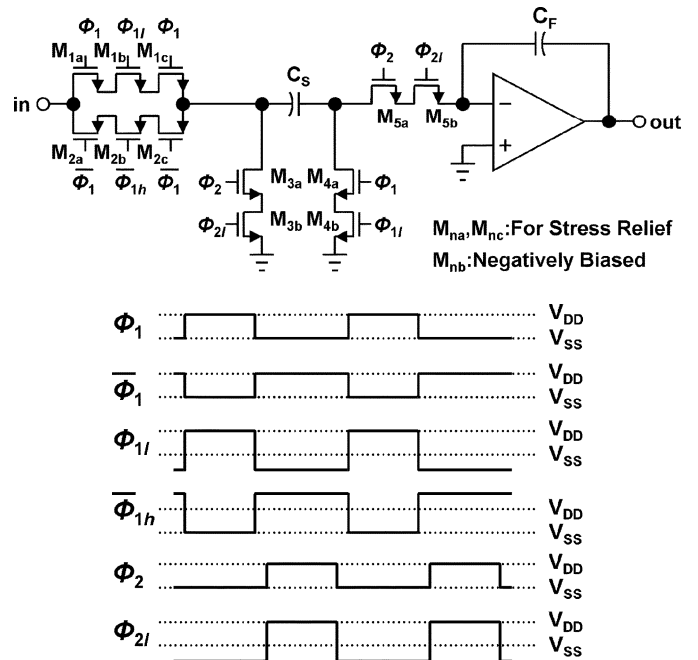 Φ1 Φ1l Φ1
M1a M1b M1c
in
M2a M2b M2c
Φ̅1 Φ̅1h Φ̅1
CS
Φ2 Φ2l
M5a M5b
CF
−
+
out
Φ2 M3a M4a Φ1
Φ2l M3b M4b Φ1l
Mna,Mnc:For Stress Relief
Mnb:Negatively Biased
Φ1 VDD
VSS
Φ̅1 VDD
VSS
Φ1l VDD
VSS
Φ̅1h VDD
VSS
Φ2 VDD
VSS
Φ2l VDD
VSS